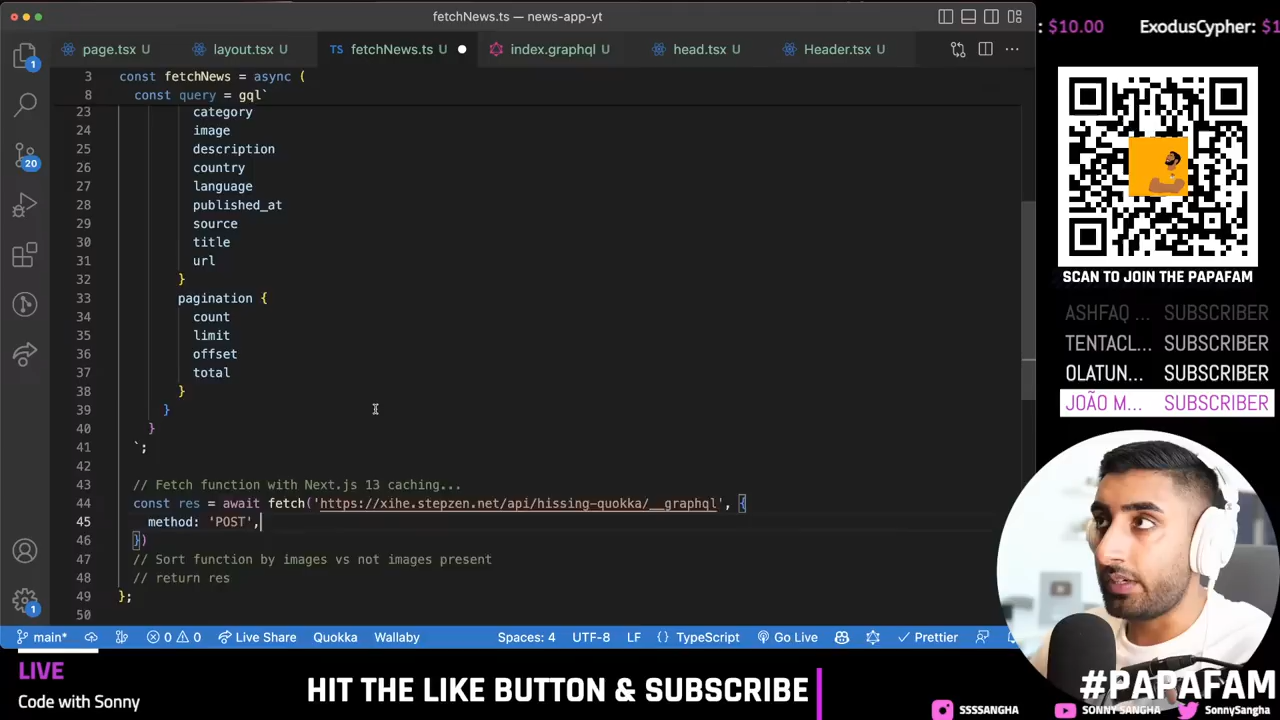 fetchNews.ts — news-app-yt
: $10.00 ExodusCypher: $1
page.tsx U
layout.tsx U
TS fetchNews.ts U
index.graphql U
head.tsx U
Header.tsx U
1
20
1
3 const fetchNews = async (
8 const query = gql`
23 category
24 image
25 description
26 country
27 language
28 published_at
29 source
30 title
31 url
32 }
33 pagination {
34 count
35 limit
36 offset
37 total
38 }
39 }
40 }
41 `;
42
43 // Fetch function with Next.js 13 caching...
44 const res = await fetch('https://xihe.stepzen.net/api/hissing-quokka/__graphql', {
45 method: 'POST',
46 })
47 // Sort function by images vs not images present
48 // return res
49 };
50
main* 0 0 Live Share Quokka Wallaby Spaces: 4 UTF-8 LF {} TypeScript Go Live Prettier
SCAN TO JOIN THE PAPAFAM
ASHFAQ ... SUBSCRIBER
TENTACL... SUBSCRIBER
OLATUN... SUBSCRIBER
JOÃO M... SUBSCRIBER
LIVE
Code with Sonny
HIT THE LIKE BUTTON & SUBSCRIBE
#PAPAFAM
SSSSANGHA SONNY SANGHA SonnySangha